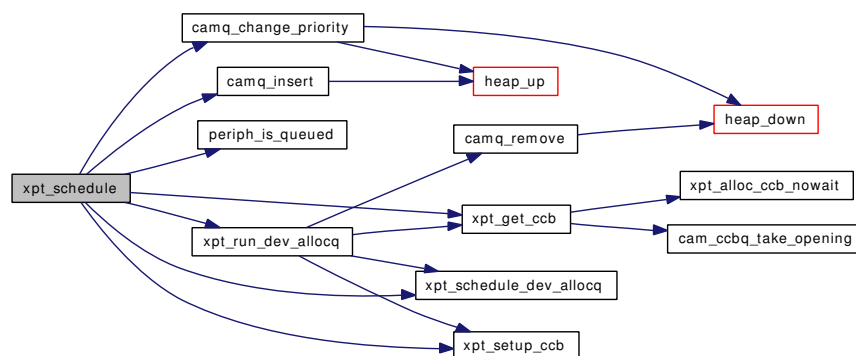 camq_change_priority
camq_insert
heap_up
heap_down
periph_is_queued
camq_remove
xpt_schedule
xpt_alloc_ccb_nowait
xpt_get_ccb
xpt_run_dev_allocq
cam_ccbq_take_opening
xpt_schedule_dev_allocq
xpt_setup_ccb